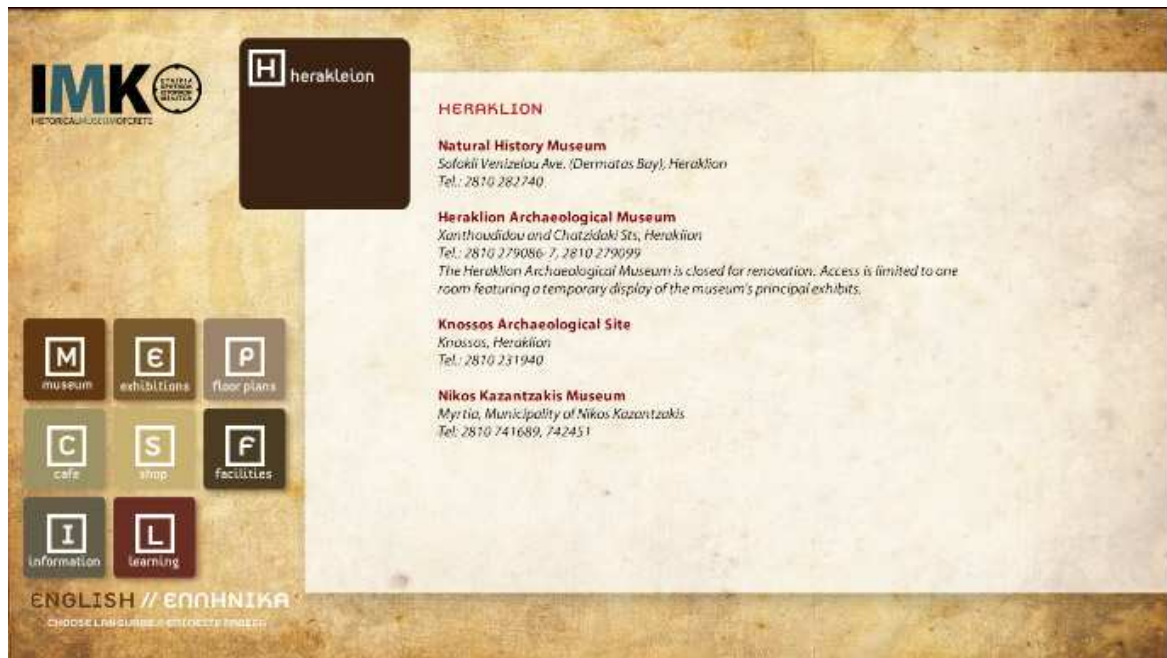 IMK
HISTORICALMUSEUMOFCRETE
H herakleion
HERAKLION
Natural History Museum
Sofokli Venizelou Ave. (Dermatas Bay), Heraklion
Tel.: 2810 282740
Heraklion Archaeological Museum
Xanthoudidou and Chatzidaki Sts, Heraklion
Tel.: 2810 279086-7, 2810 279099
The Heraklion Archaeological Museum is closed for renovation. Access is limited to one
room featuring a temporary display of the museum's principal exhibits.
Knossos Archaeological Site
Knossos, Heraklion
Tel.: 2810 231940
Nikos Kazantzakis Museum
Myrtia, Municipality of Nikos Kazantzakis
Tel: 2810 741689, 742451
M
museum
E
exhibitions
P
floor plans
C
cafe
S
shop
F
facilities
I
information
L
learning
ENGLISH // ΕΛΛΗΝΙΚΑ
CHOOSE LANGUAGE //